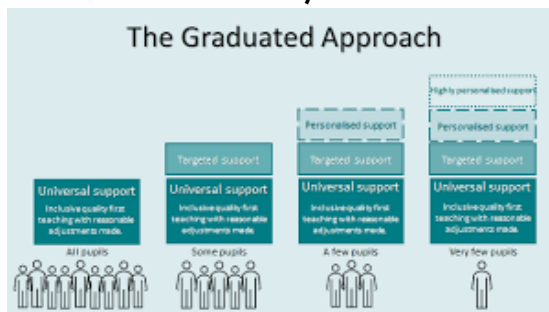 The Graduated Approach
Highly personalised support
Personalised support
Personalised support
Targeted support
Targeted support
Targeted support
Universal support
Inclusive quality first
teaching with reasonable
adjustments made.
Universal support
Inclusive quality first
teaching with reasonable
adjustments made.
Universal support
Inclusive quality first
teaching with reasonable
adjustments made.
Universal support
Inclusive quality first
teaching with reasonable
adjustments made.
All pupils
Some pupils
A few pupils
Very few pupils